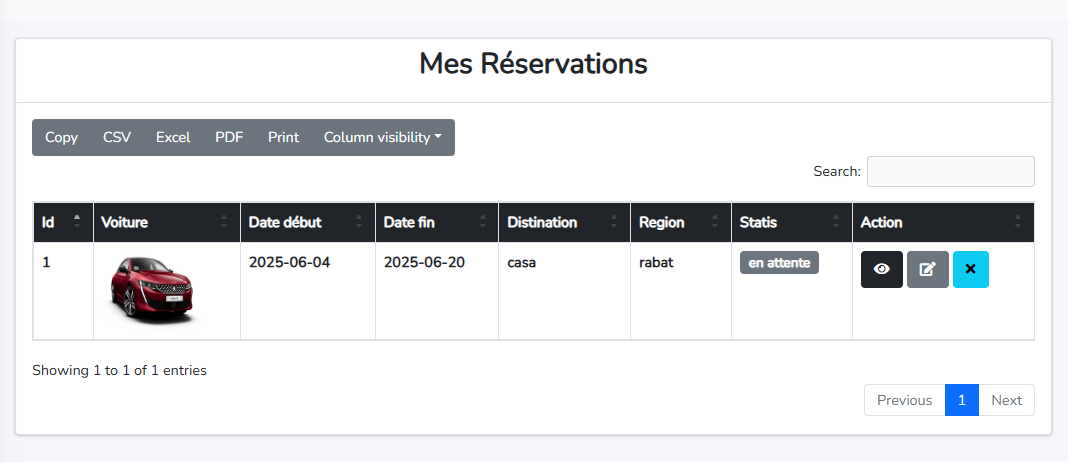 Mes Réservations
Copy CSV Excel PDF Print Column visibility
Search:
Id Voiture Date début Date fin Distination Region Statis Action
1 2025-06-04 2025-06-20 casa rabat en attente
Showing 1 to 1 of 1 entries
Previous 1 Next